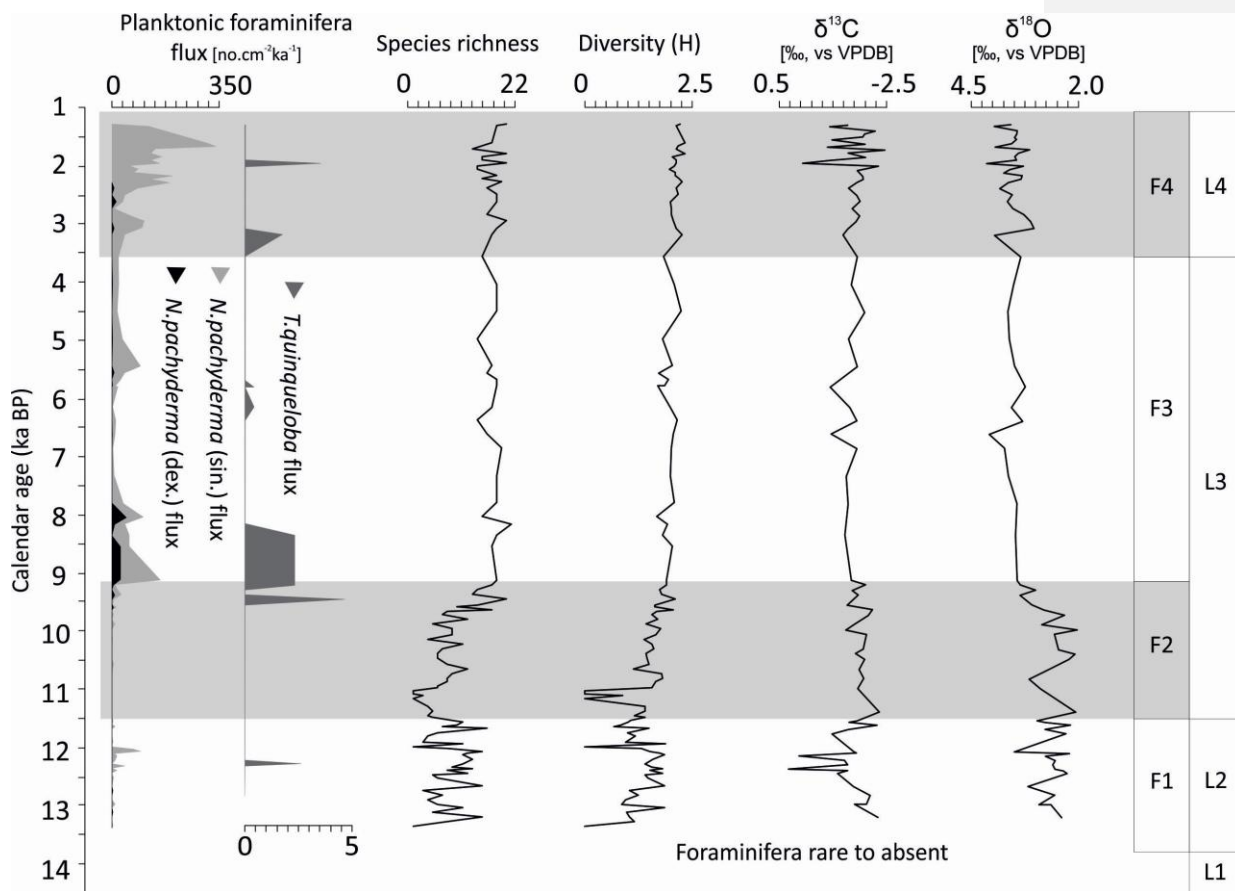 Planktonic foraminifera
flux [no.cm⁻²ka⁻¹]
0 350
Species richness
0 22
Diversity (H)
0 2.5
δ¹³C
[‰, vs VPDB]
0.5 -2.5
δ¹⁸O
[‰, vs VPDB]
4.5 2.0
Calendar age (ka BP)
1
2
3
4
5
6
7
8
9
10
11
12
13
14
N.pachyderma (dex.) flux
N.pachyderma (sin.) flux
T.quinqueloba flux
0 5
Foraminifera rare to absent
F4
F3
F2
F1
L4
L3
L2
L1